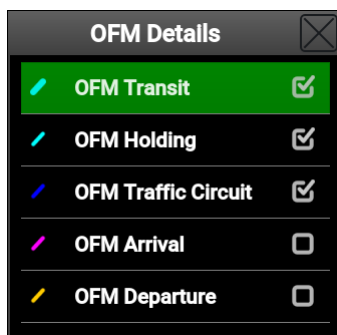 OFM Details
OFM Transit
OFM Holding
OFM Traffic Circuit
OFM Arrival
OFM Departure